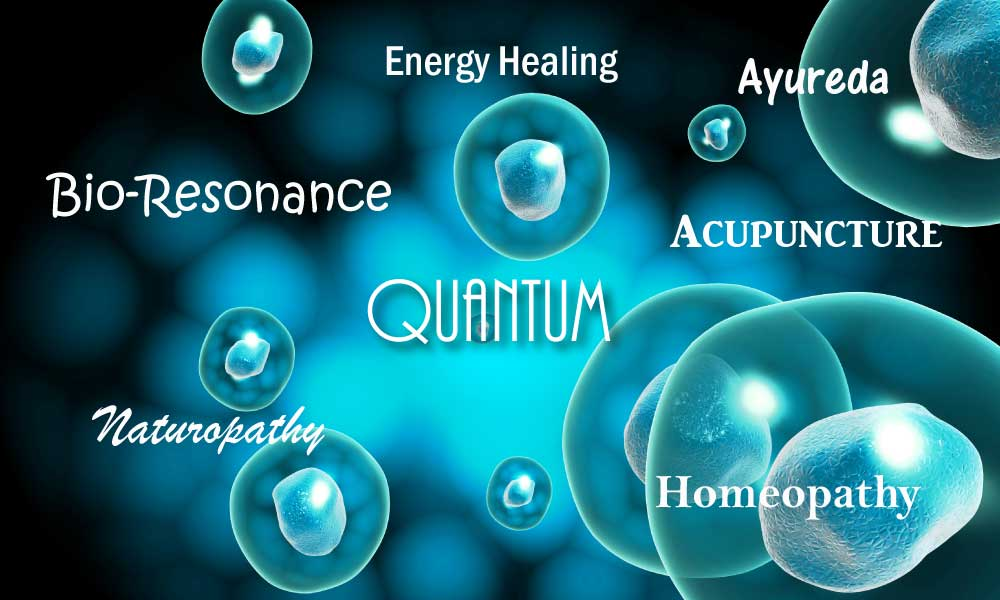 Energy Healing
Ayureda
Bio-Resonance
ACUPUNCTURE
QUANTUM
Naturopathy
Homeopathy